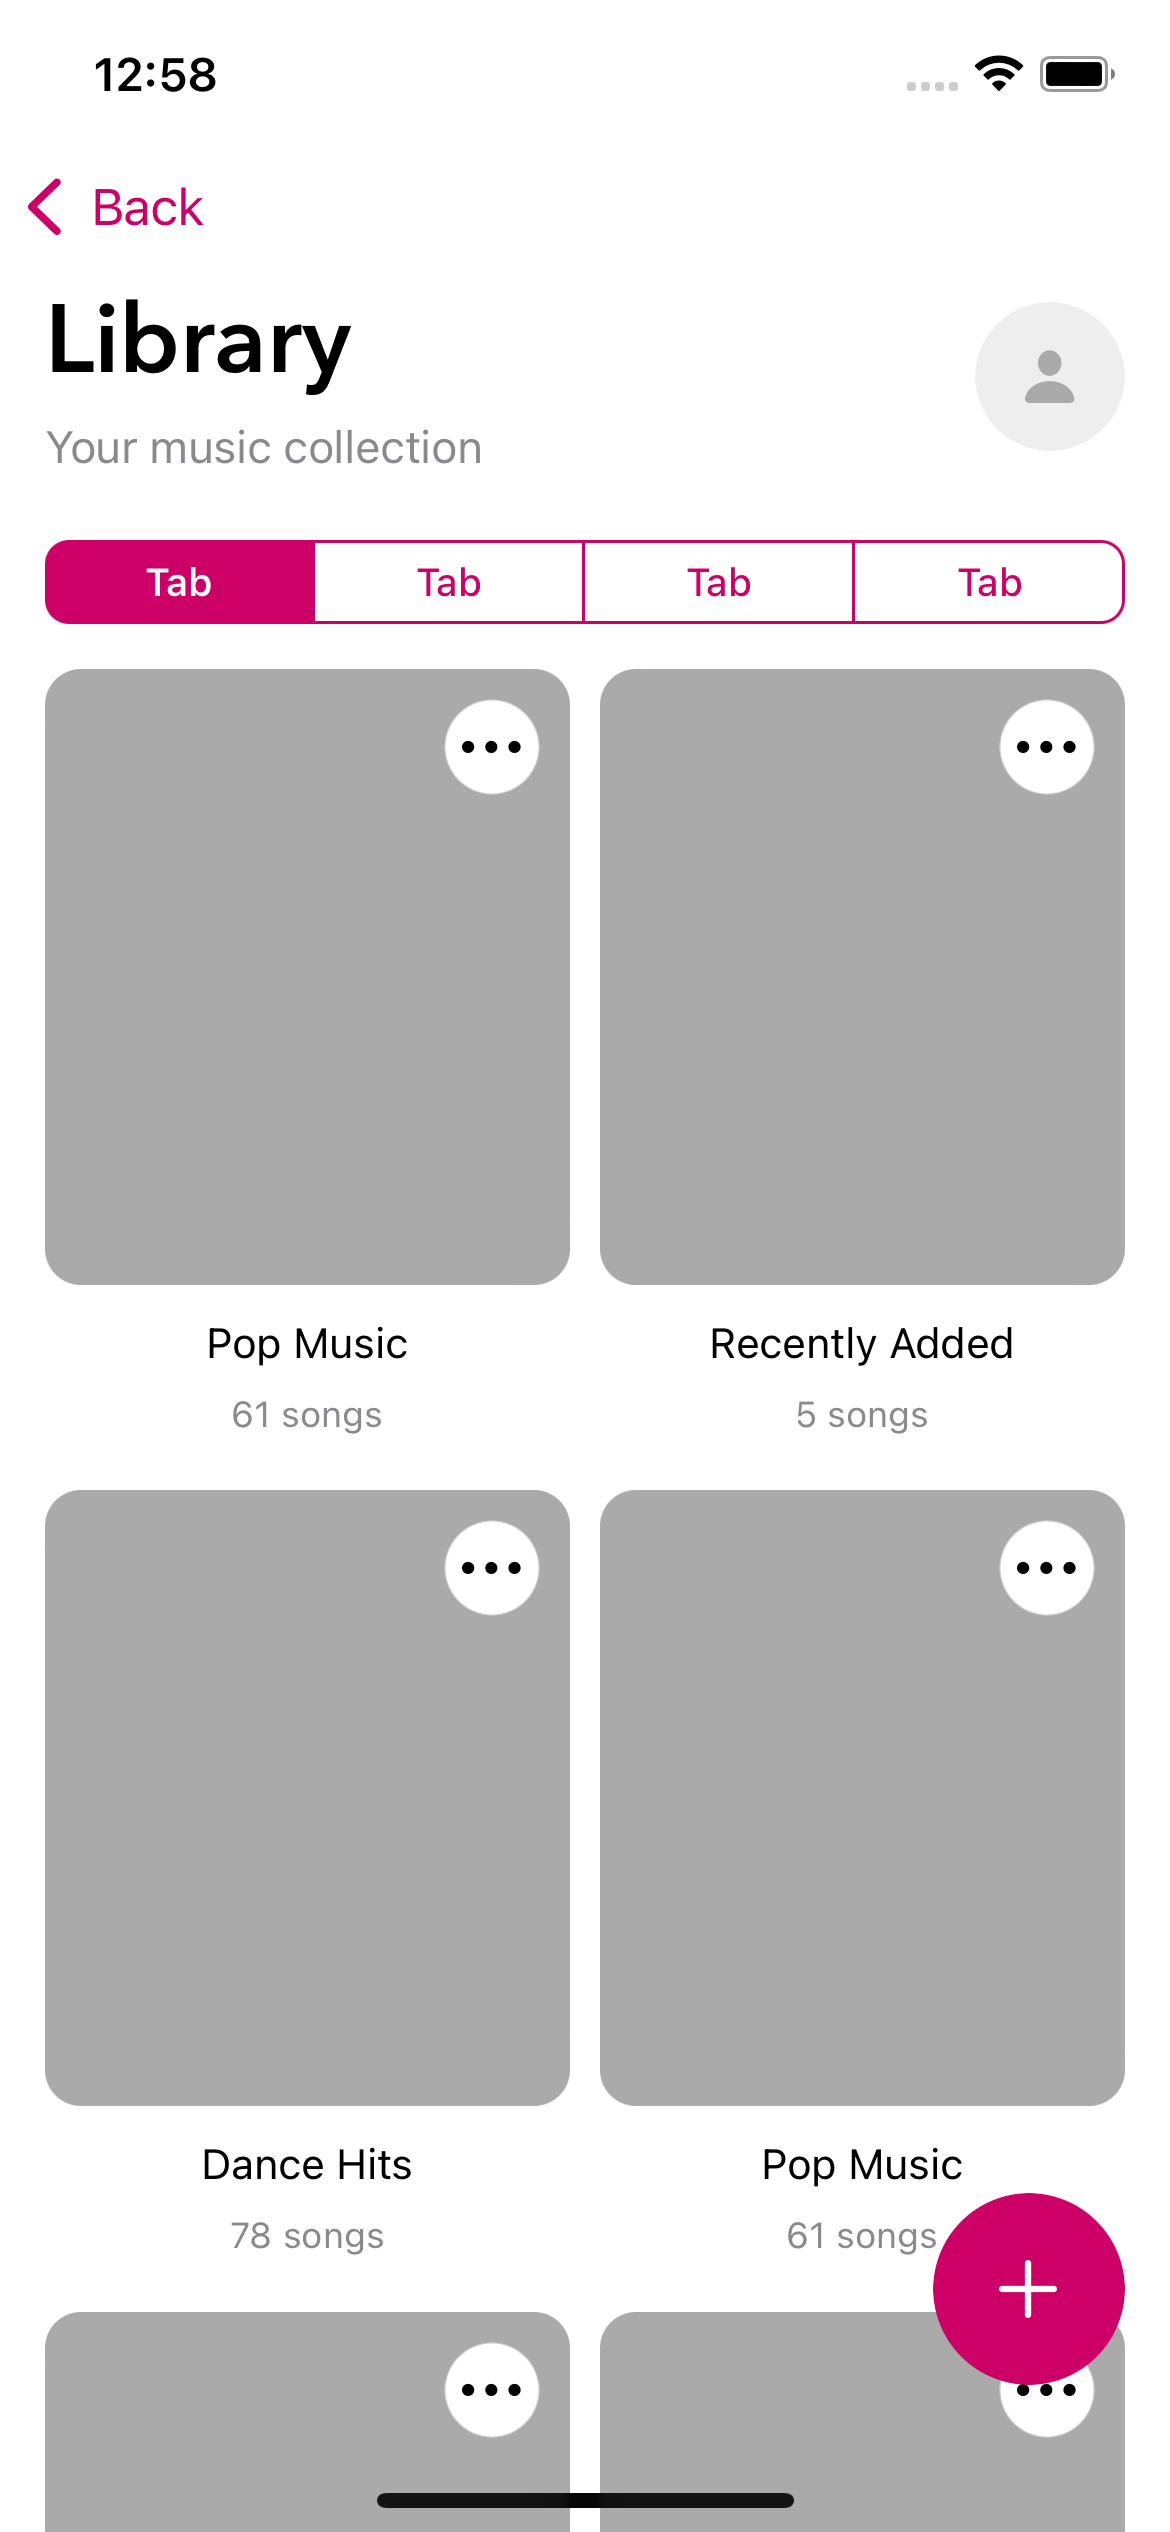 12:58
Back
Library
Your music collection
Tab Tab Tab Tab
Pop Music Recently Added
61 songs 5 songs
Dance Hits Pop Music
78 songs 61 songs